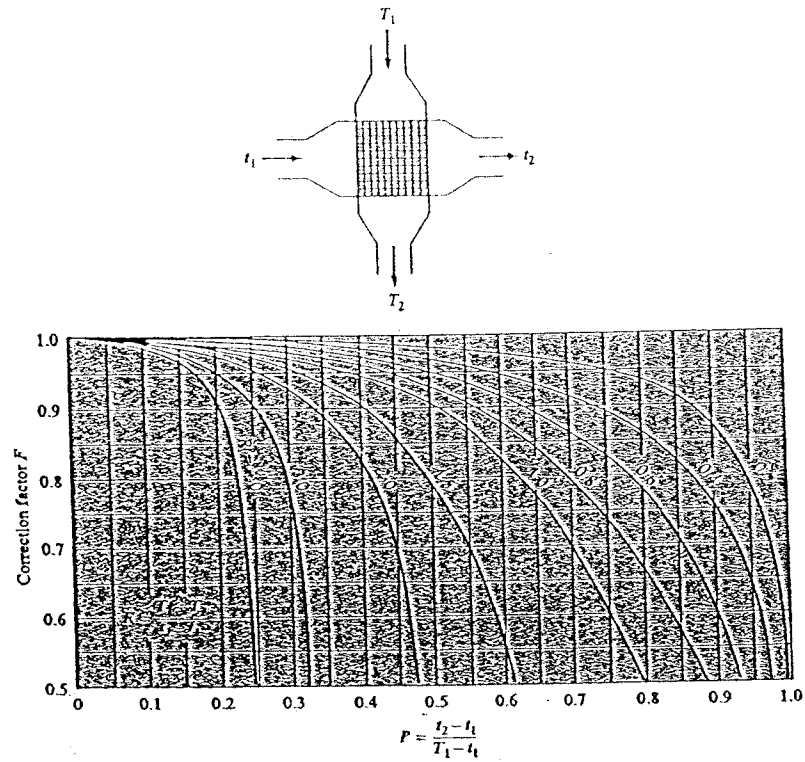 T₁
t₁
t₂
T₂
Correction factor F
1.0
0.9
0.8
0.7
0.6
0.5
0 0.1 0.2 0.3 0.4 0.5 0.6 0.7 0.8 0.9 1.0
P = (t₂ − t₁) / (T₁ − t₁)